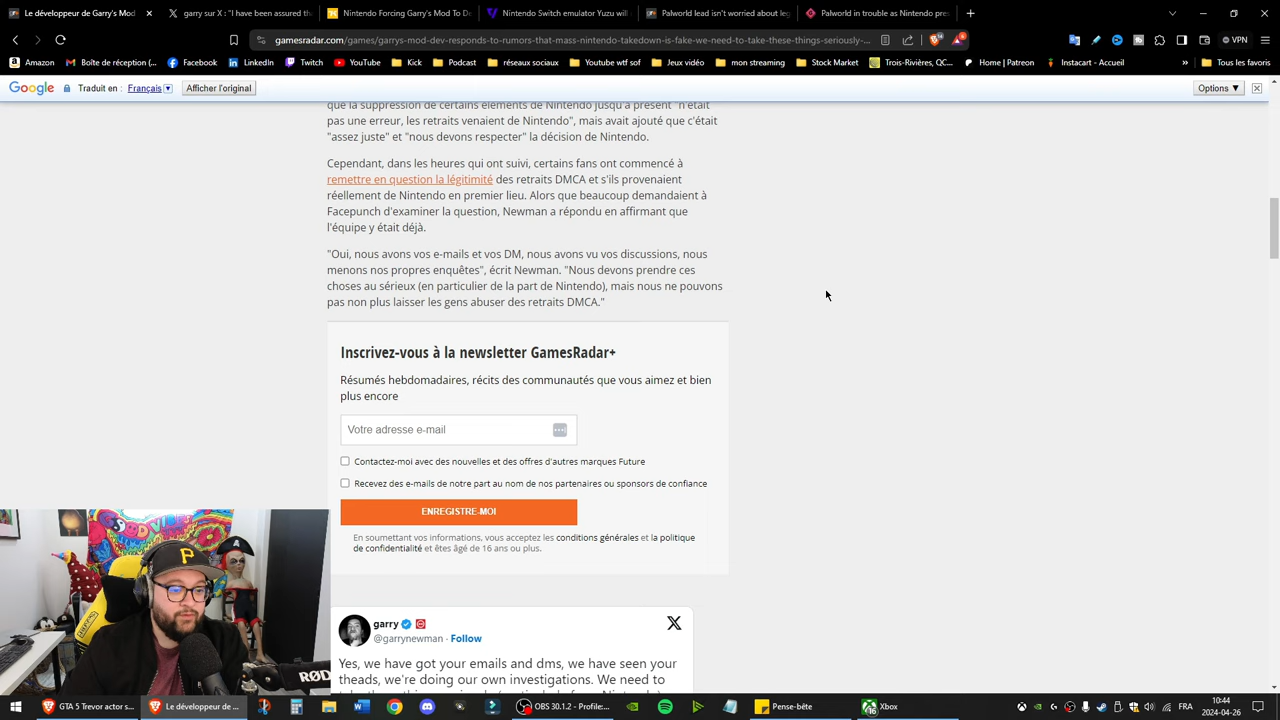 Le développeur de Garry's Mod
garry sur X : "I have been assured th
Nintendo Forcing Garry's Mod To De
Nintendo Switch emulator Yuzu will
Palworld lead isn't worried about leg
Palworld in trouble as Nintendo pres
gamesradar.com/games/garrys-mod-dev-responds-to-rumors-that-mass-nintendo-takedown-is-fake-we-need-to-take-these-things-seriously-...
VPN
Amazon
Boîte de réception (...
Facebook
LinkedIn
Twitch
YouTube
Kick
Podcast
réseaux sociaux
Youtube wtf sof
Jeux vidéo
mon streaming
Stock Market
Trois-Rivières, QC...
Home | Patreon
Instacart - Accueil
Tous les favoris
Google Traduit en : Français Afficher l'original Options ▼
que la suppression de certains éléments de Nintendo jusqu'à présent "n'était
pas une erreur, les retraits venaient de Nintendo", mais avait ajouté que c'était
"assez juste" et "nous devons respecter" la décision de Nintendo.
Cependant, dans les heures qui ont suivi, certains fans ont commencé à
remettre en question la légitimité des retraits DMCA et s'ils provenaient
réellement de Nintendo en premier lieu. Alors que beaucoup demandaient à
Facepunch d'examiner la question, Newman a répondu en affirmant que
l'équipe y était déjà.
"Oui, nous avons vos e-mails et vos DM, nous avons vu vos discussions, nous
menons nos propres enquêtes", écrit Newman. "Nous devons prendre ces
choses au sérieux (en particulier de la part de Nintendo), mais nous ne pouvons
pas non plus laisser les gens abuser des retraits DMCA."
Inscrivez-vous à la newsletter GamesRadar+
Résumés hebdomadaires, récits des communautés que vous aimez et bien
plus encore
Votre adresse e-mail
Contactez-moi avec des nouvelles et des offres d'autres marques Future
Recevez des e-mails de notre part au nom de nos partenaires ou sponsors de confiance
ENREGISTRE-MOI
En soumettant vos informations, vous acceptez les conditions générales et la politique
de confidentialité et êtes âgé de 16 ans ou plus.
garry
@garrynewman · Follow
Yes, we have got your emails and dms, we have seen your
theads, we're doing our own investigations. We need to
GOOD VIBES
P
A
RØD
GTA 5 Trevor actor s...
Le développeur de ...
OBS 30.1.2 - Profile:...
Pense-bête
16
Xbox
FRA
10:44
2024-04-26